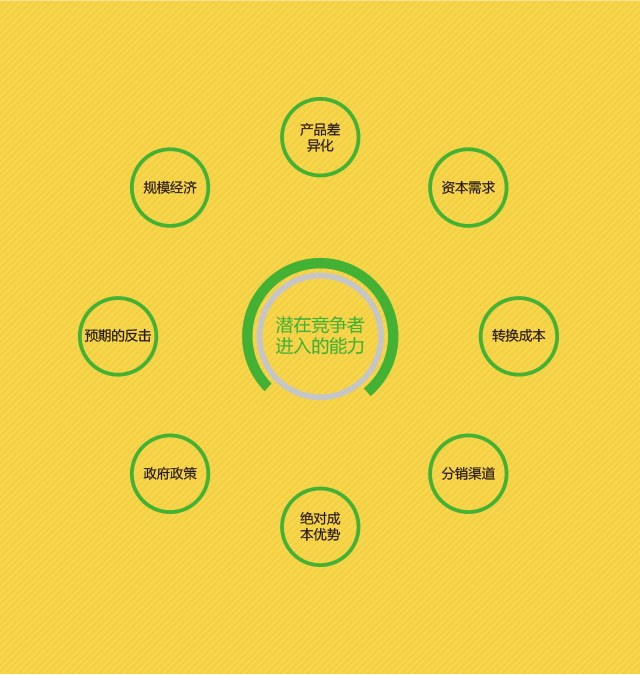 产品差
异化
规模经济
资本需求
潜在竞争者
进入的能力
预期的反击
转换成本
政府政策
分销渠道
绝对成
本优势